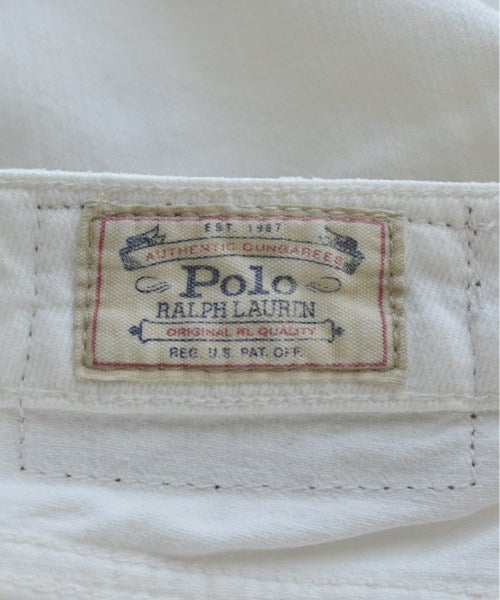 EST. 1967
AUTHENTIC DUNGAREES
Polo
RALPH LAUREN
ORIGINAL RL QUALITY
REG. U.S. PAT. OFF.